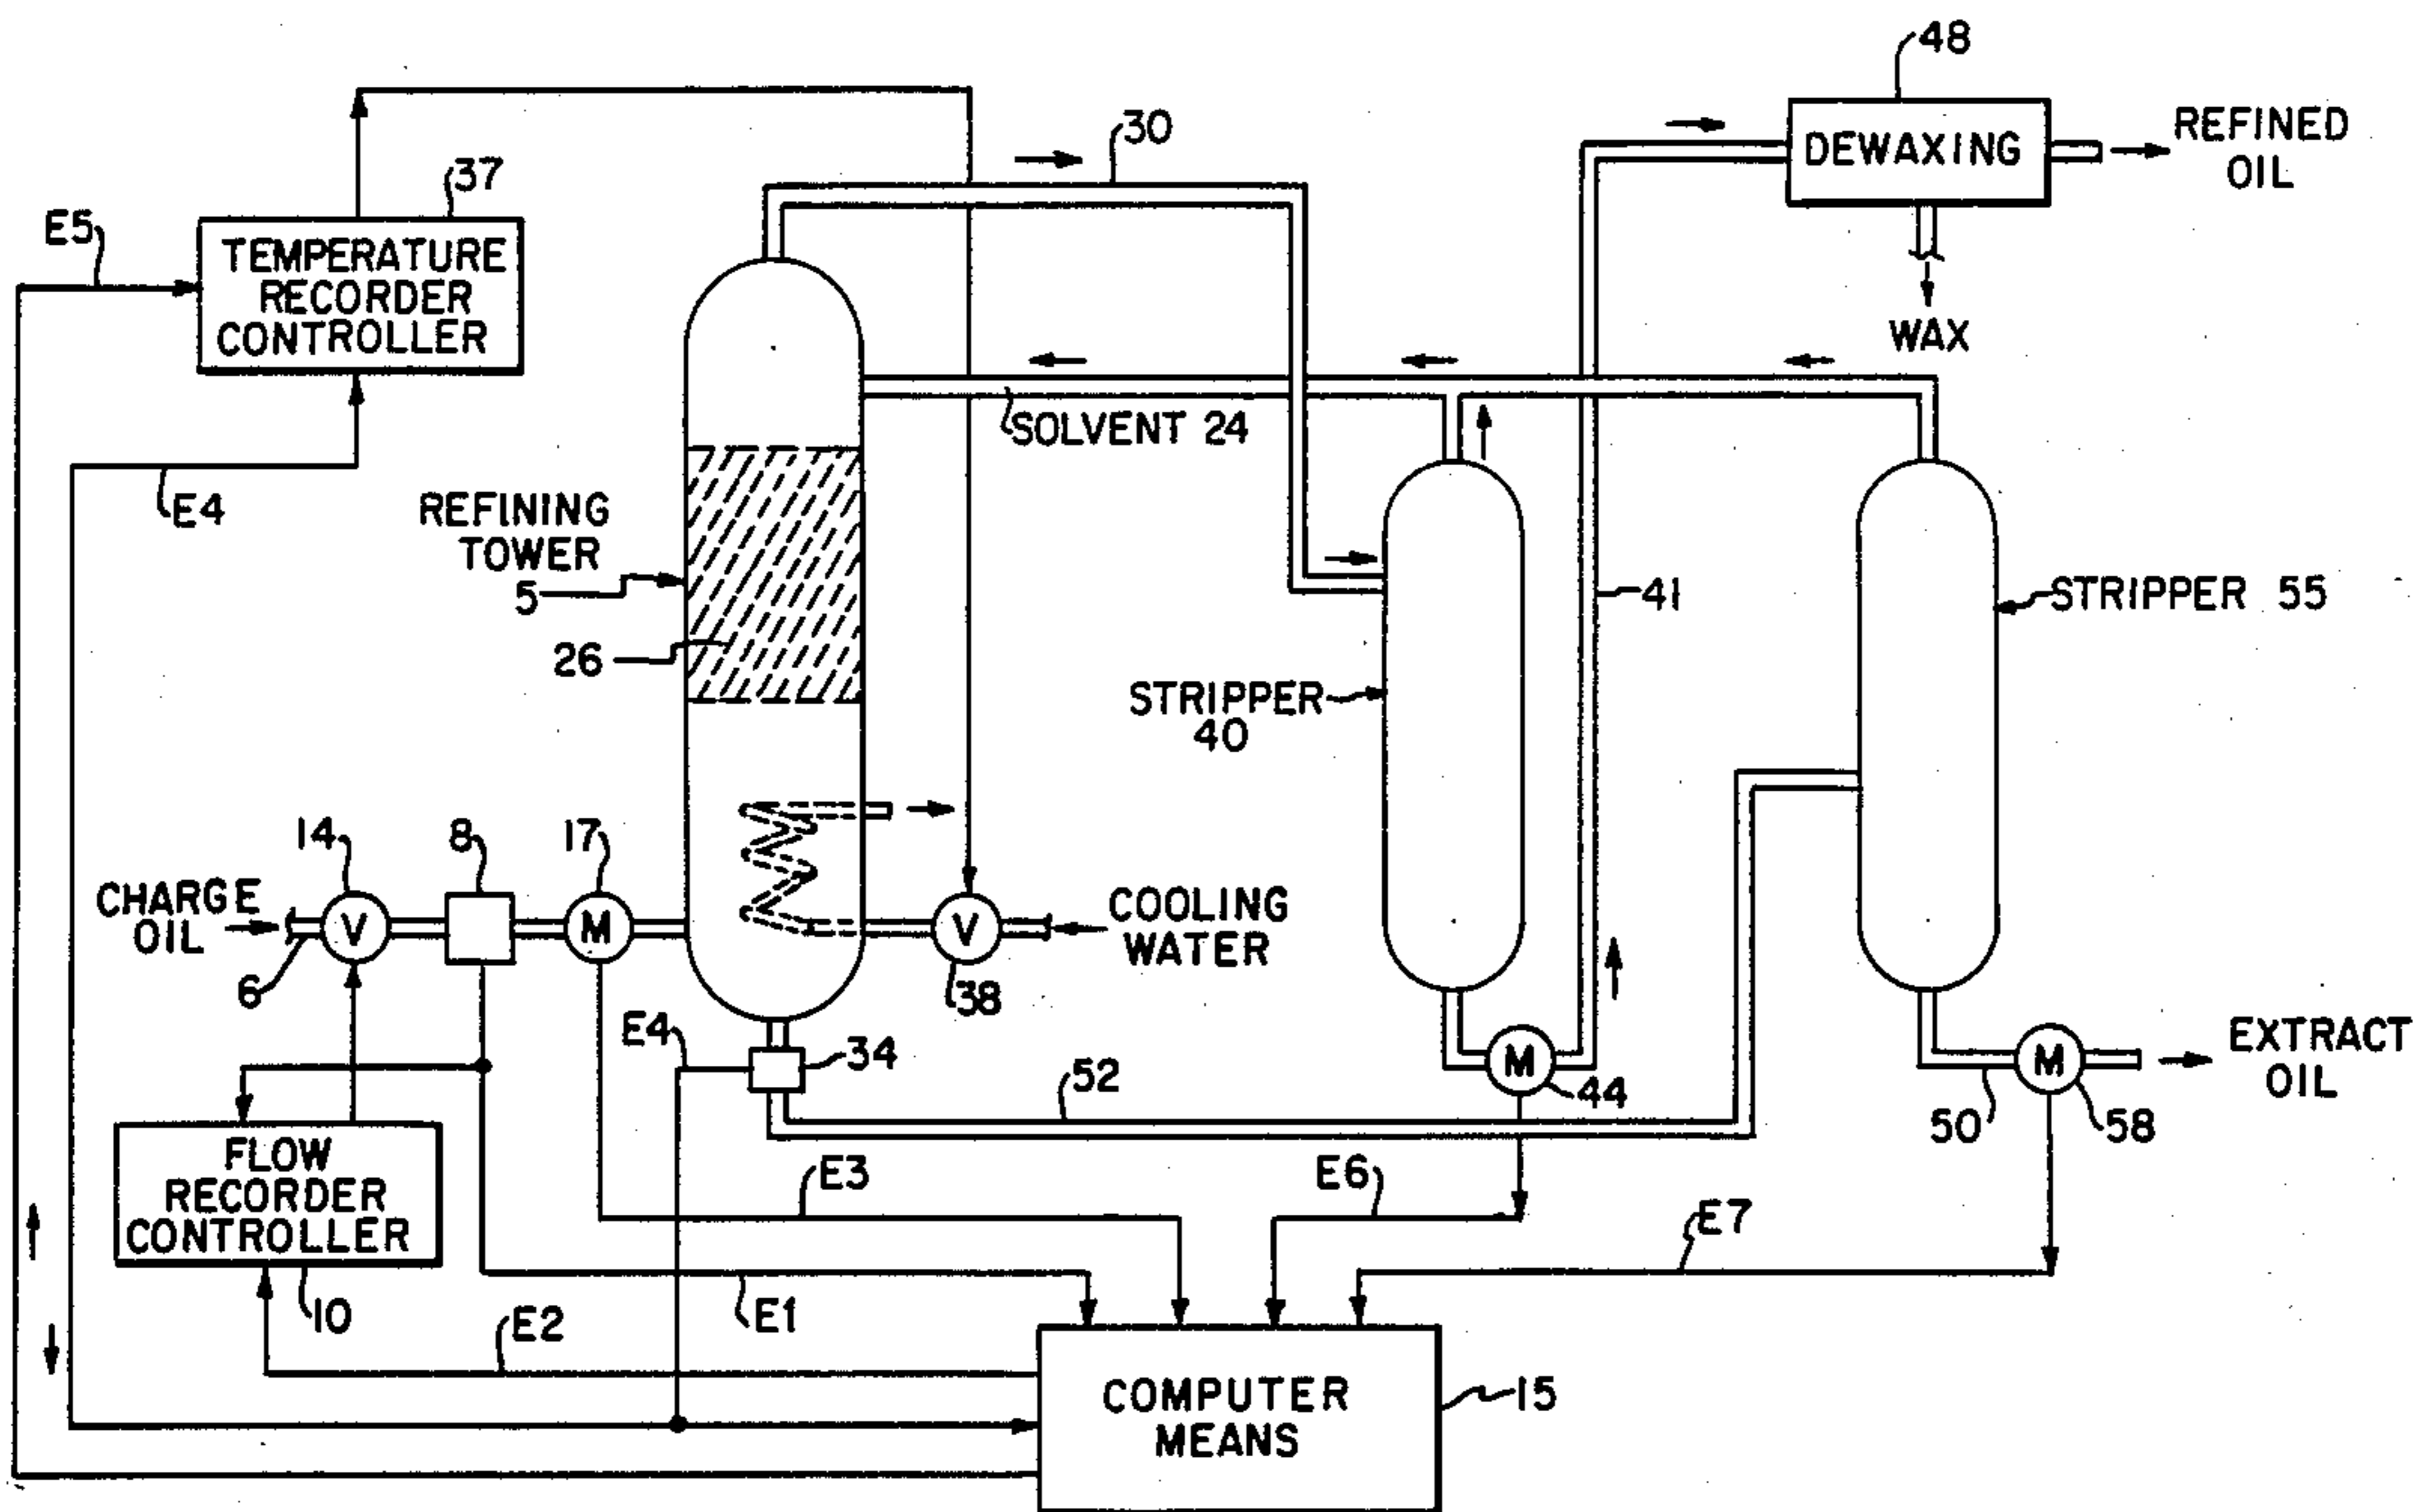 48
30
REFINED
OIL
DEWAXING
37
E5
TEMPERATURE
RECORDER
CONTROLLER
WAX
SOLVENT 24
E4
REFINING
TOWER
5
26
41
STRIPPER 55
STRIPPER
40
14
8
17
CHARGE
OIL
V
M
V
COOLING
WATER
6
38
E4
34
M
44
M
EXTRACT
OIL
52
50
58
FLOW
RECORDER
CONTROLLER
E3
E6
E7
10
E2
E1
COMPUTER
MEANS
15